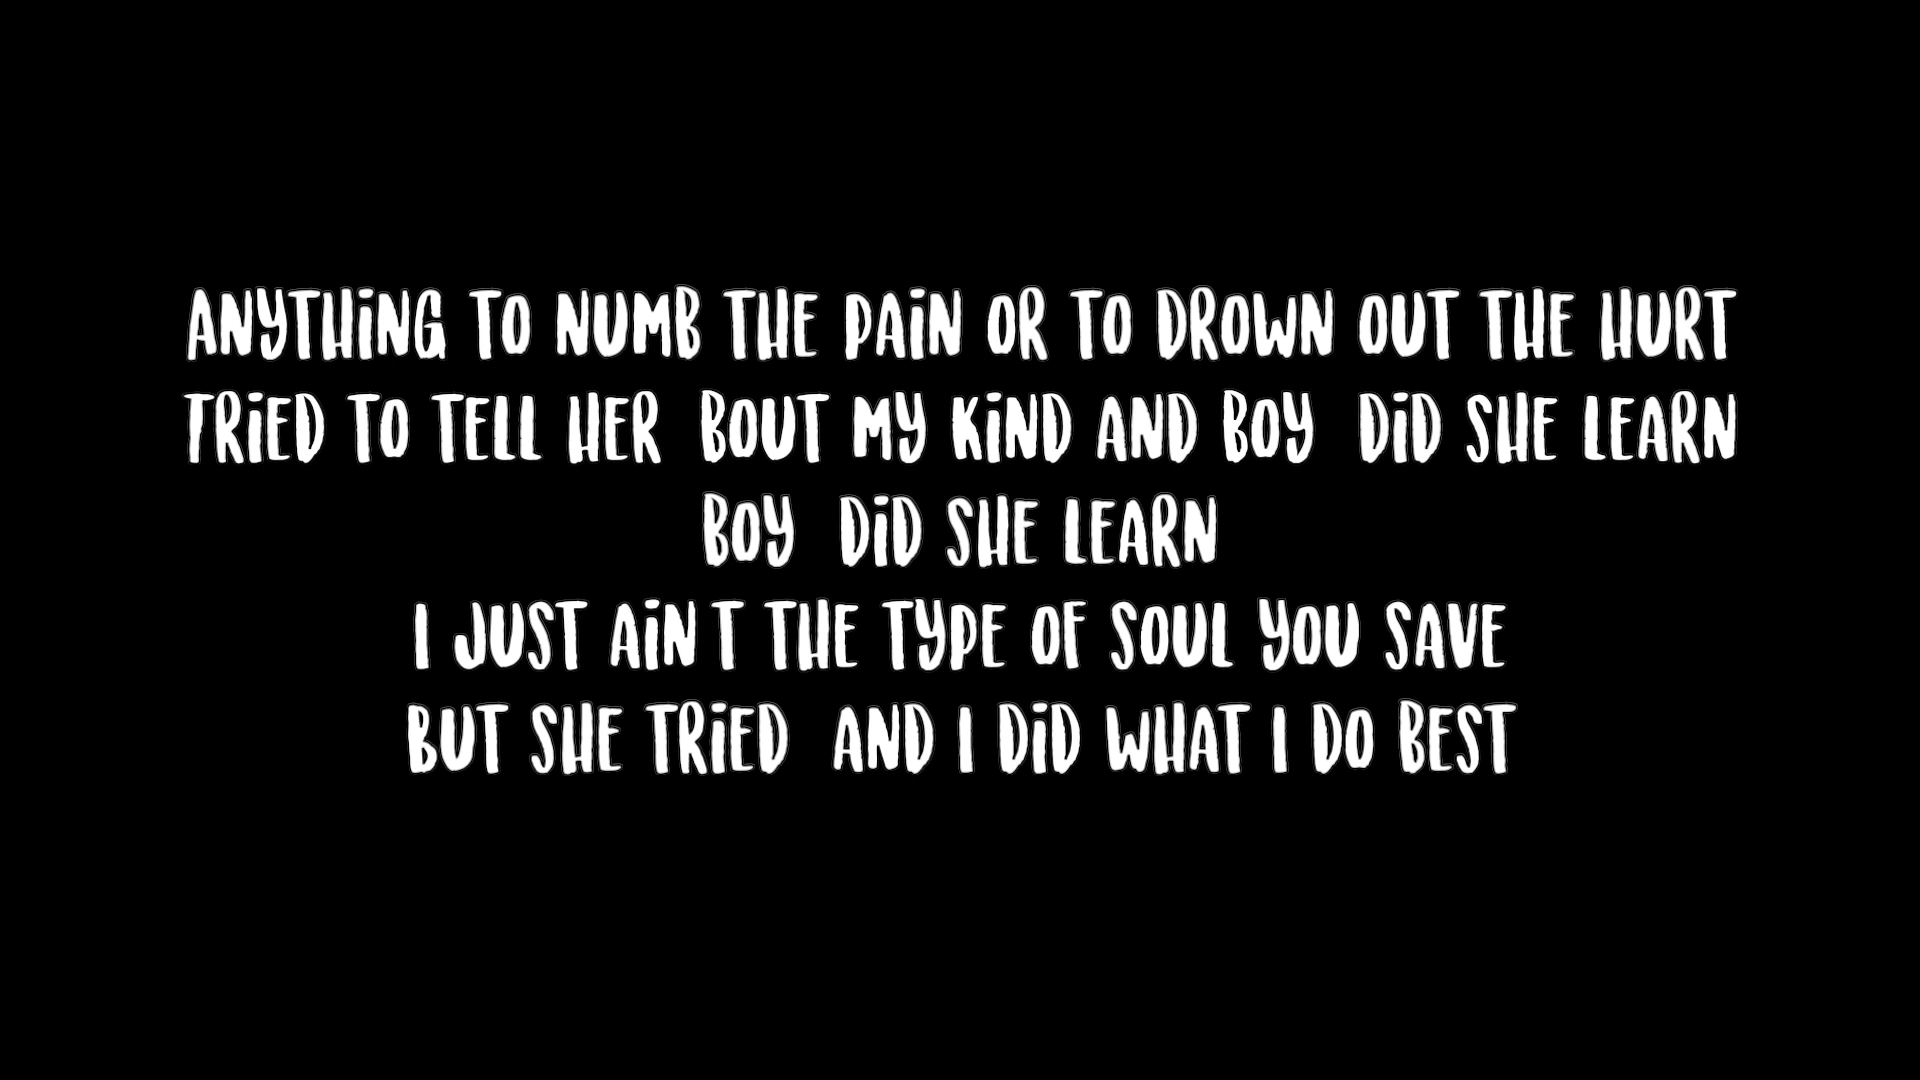 ANYTHING TO NUMB THE PAIN OR TO DROWN OUT THE HURT
TRIED TO TELL HER BOUT MY KIND AND BOY DID SHE LEARN
BOY DID SHE LEARN
I JUST AIN T THE TYPE OF SOUL YOU SAVE
BUT SHE TRIED AND I DID WHAT I DO BEST